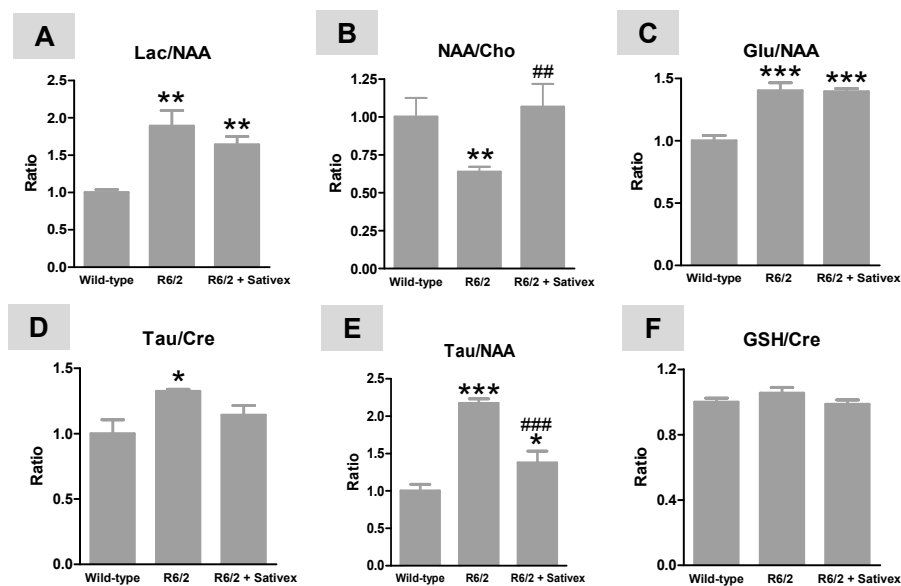 A
Lac/NAA
Ratio
2.5
2.0
1.5
1.0
0.5
0.0
**
**
Wild-type R6/2 R6/2 + Sativex
B
NAA/Cho
Ratio
1.25
1.00
0.75
0.50
0.25
0.00
**
##
Wild-type R6/2 R6/2 + Sativex
C
Glu/NAA
Ratio
1.5
1.0
0.5
0.0
***
***
Wild-type R6/2 R6/2 + Sativex
D
Tau/Cre
Ratio
1.5
1.0
0.5
0.0
*
Wild-type R6/2 R6/2 + Sativex
E
Tau/NAA
Ratio
2.5
2.0
1.5
1.0
0.5
0.0
***
###
*
Wild-type R6/2 R6/2 + Sativex
F
GSH/Cre
Ratio
1.2
0.8
0.4
0.0
Wild-type R6/2 R6/2 + Sativex